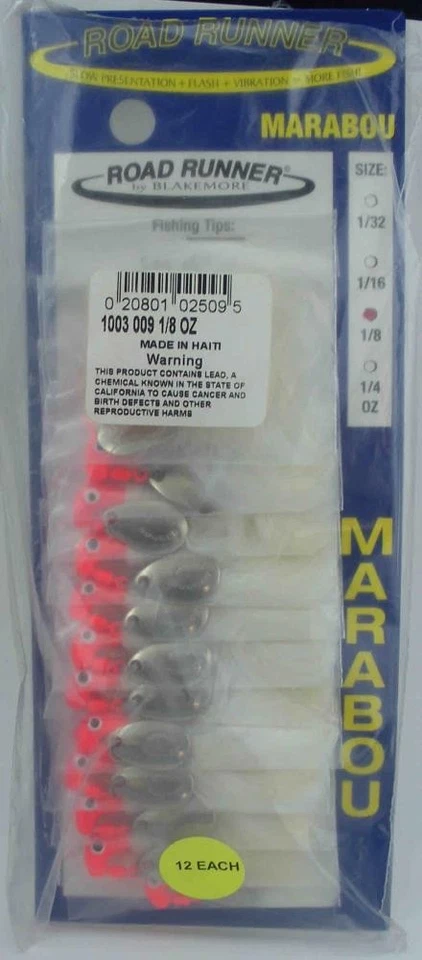 ROAD RUNNER
SLOW PRESENTATION + FLASH + VIBRATION = MORE FISH!
MARABOU
ROAD RUNNER®
by BLAKEMORE
SIZE:
1/32
1/16
1/8
1/4
OZ
Fishing Tips:
0 20801 02509 5
1003 009 1/8 OZ
MADE IN HAITI
Warning
THIS PRODUCT CONTAINS LEAD, A
CHEMICAL KNOWN IN THE STATE OF
CALIFORNIA TO CAUSE CANCER AND
BIRTH DEFECTS AND OTHER
REPRODUCTIVE HARMS
MARABOU
12 EACH